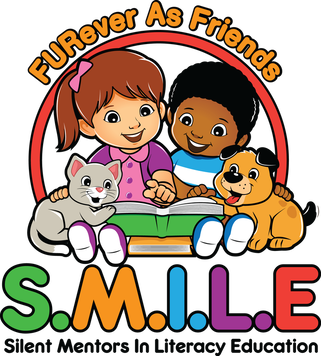 FURever As Friends
S.M.I.L.E
Silent Mentors In Literacy Education